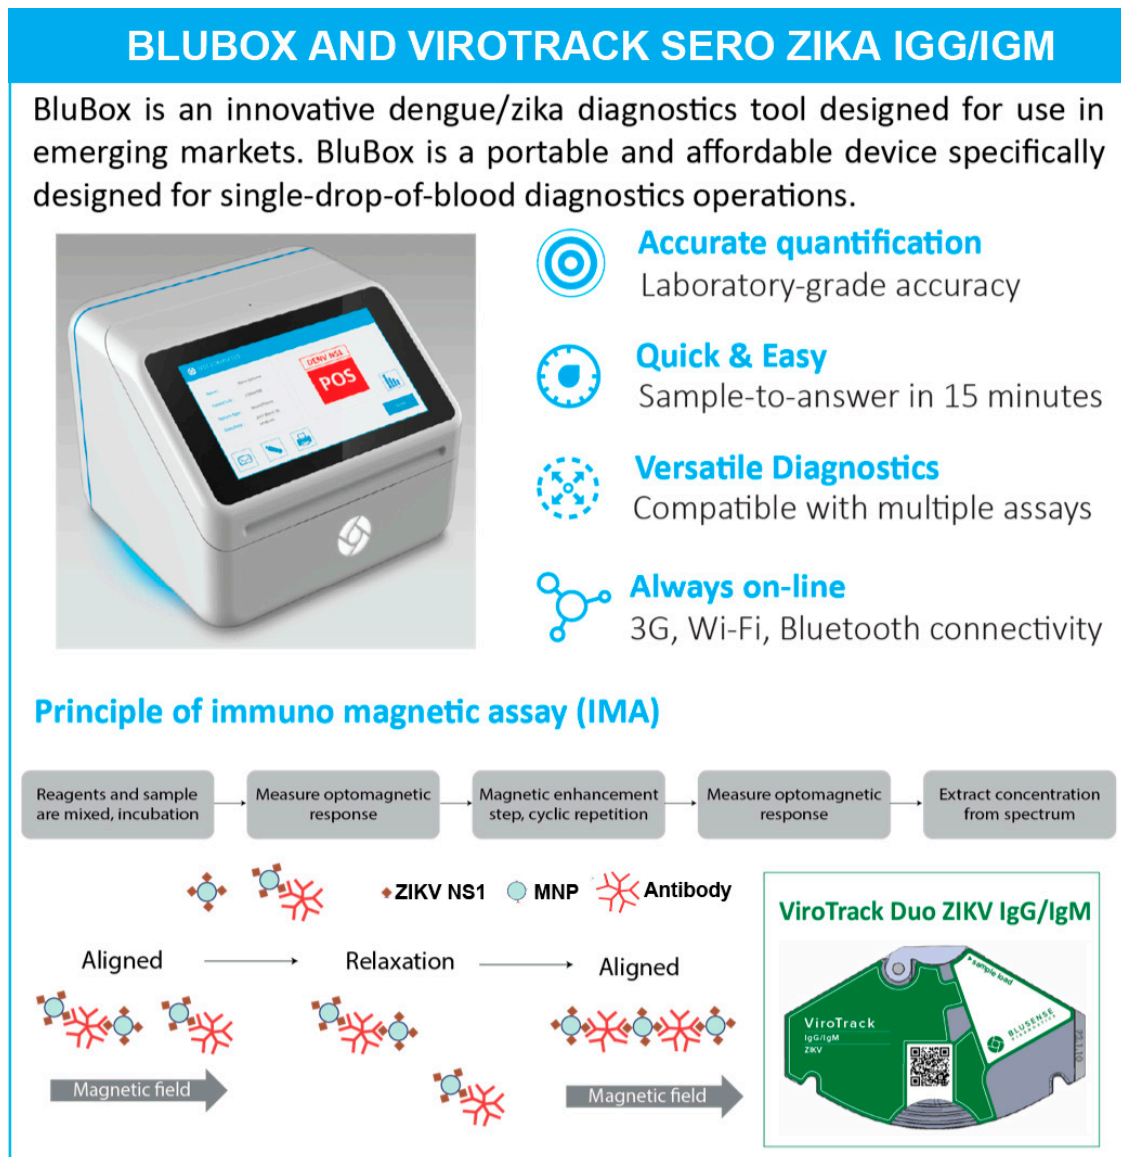 BLUBOX AND VIROTRACK SERO ZIKA IGG/IGM
BluBox is an innovative dengue/zika diagnostics tool designed for use in
emerging markets. BluBox is a portable and affordable device specifically
designed for single-drop-of-blood diagnostics operations.
DENV NS1
POS
Accurate quantification
Laboratory-grade accuracy
Quick & Easy
Sample-to-answer in 15 minutes
Versatile Diagnostics
Compatible with multiple assays
Always on-line
3G, Wi-Fi, Bluetooth connectivity
Principle of immuno magnetic assay (IMA)
Reagents and sample
are mixed, incubation
Measure optomagnetic
response
Magnetic enhancement
step, cyclic repetition
Measure optomagnetic
response
Extract concentration
from spectrum
ZIKV NS1
MNP
Antibody
Aligned
Relaxation
Aligned
Magnetic field
Magnetic field
ViroTrack Duo ZIKV IgG/IgM
sample load
ViroTrack
IgG/IgM
ZIKV
BLUSENSE
DIAGNOSTICS